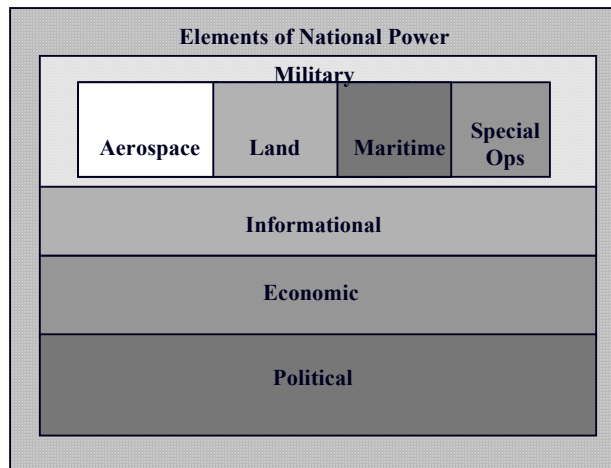 Elements of National Power
Military
Aerospace
Land
Maritime
Special
Ops
Informational
Economic
Political